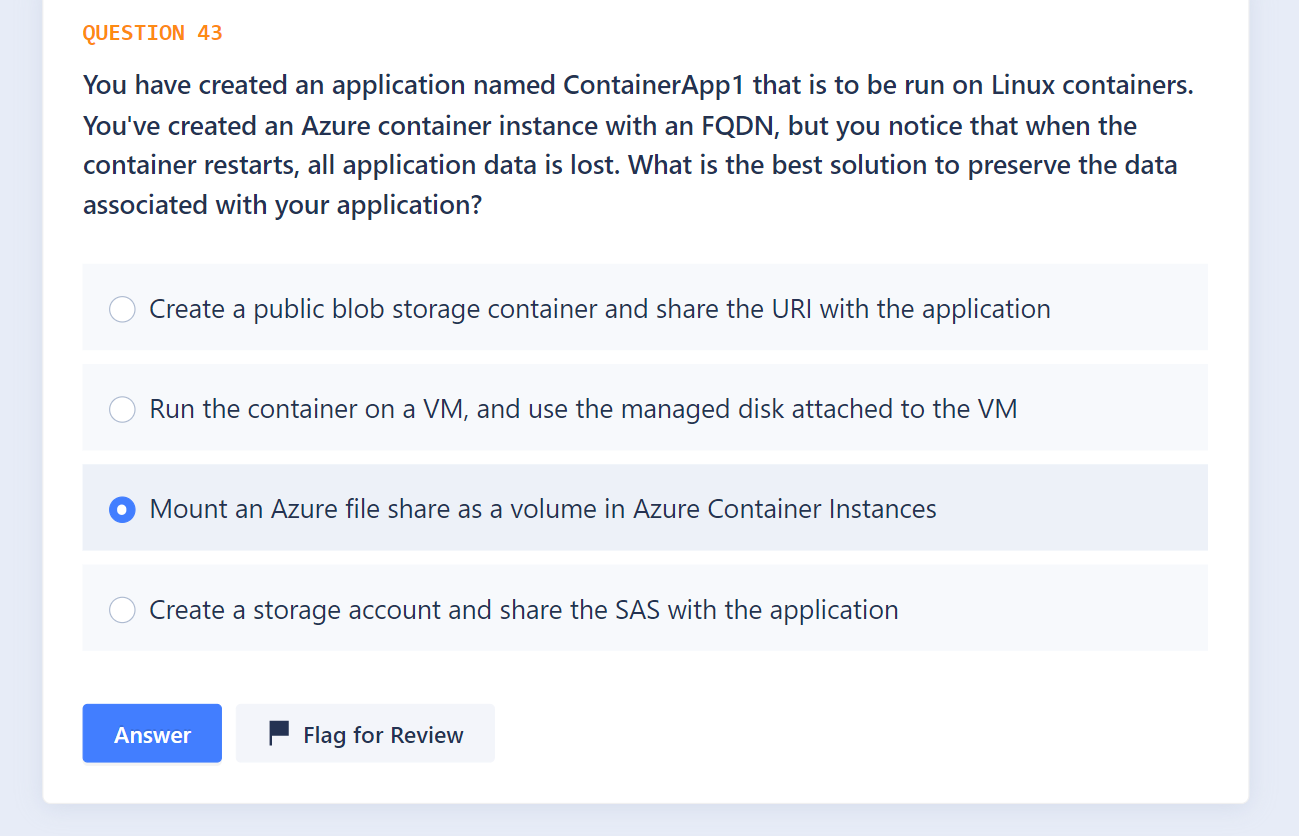 QUESTION 43
You have created an application named ContainerApp1 that is to be run on Linux containers.
You've created an Azure container instance with an FQDN, but you notice that when the
container restarts, all application data is lost. What is the best solution to preserve the data
associated with your application?
Create a public blob storage container and share the URI with the application
Run the container on a VM, and use the managed disk attached to the VM
Mount an Azure file share as a volume in Azure Container Instances
Create a storage account and share the SAS with the application
Answer
Flag for Review